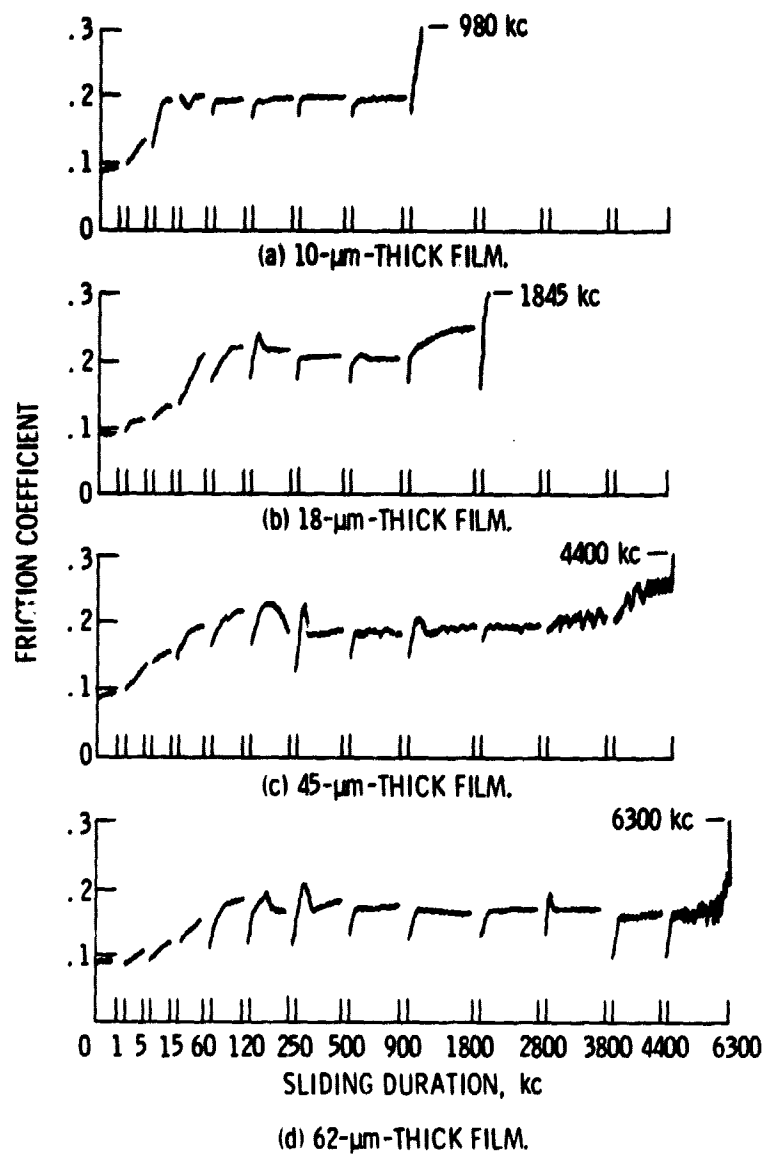 .3
980 kc
.2
.1
0
(a) 10-μm-THICK FILM.
.3
1845 kc
.2
.1
0
(b) 18-μm-THICK FILM.
FRICTION COEFFICIENT
.3
4400 kc
.2
.1
0
(c) 45-μm-THICK FILM.
.3
6300 kc
.2
.1
0 1 5 15 60 120 250 500 900 1800 2800 3800 4400 6300
SLIDING DURATION, kc
(d) 62-μm-THICK FILM.